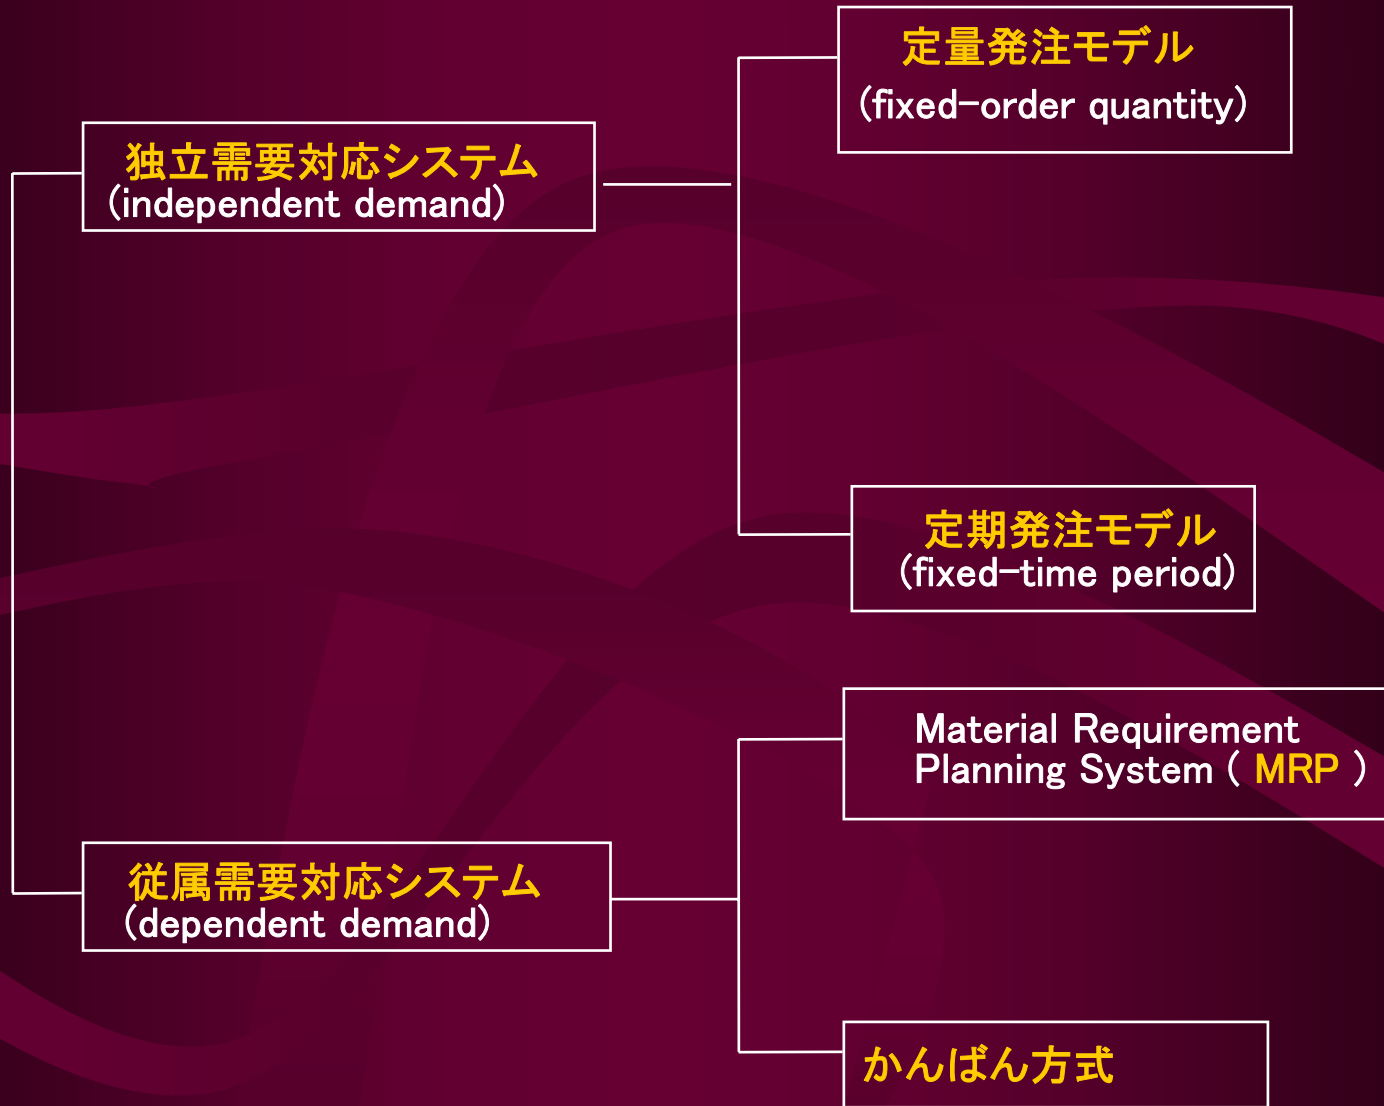 定量発注モデル
(fixed-order quantity)
独立需要対応システム
(independent demand)
定期発注モデル
(fixed-time period)
Material Requirement
Planning System ( MRP )
従属需要対応システム
(dependent demand)
かんばん方式